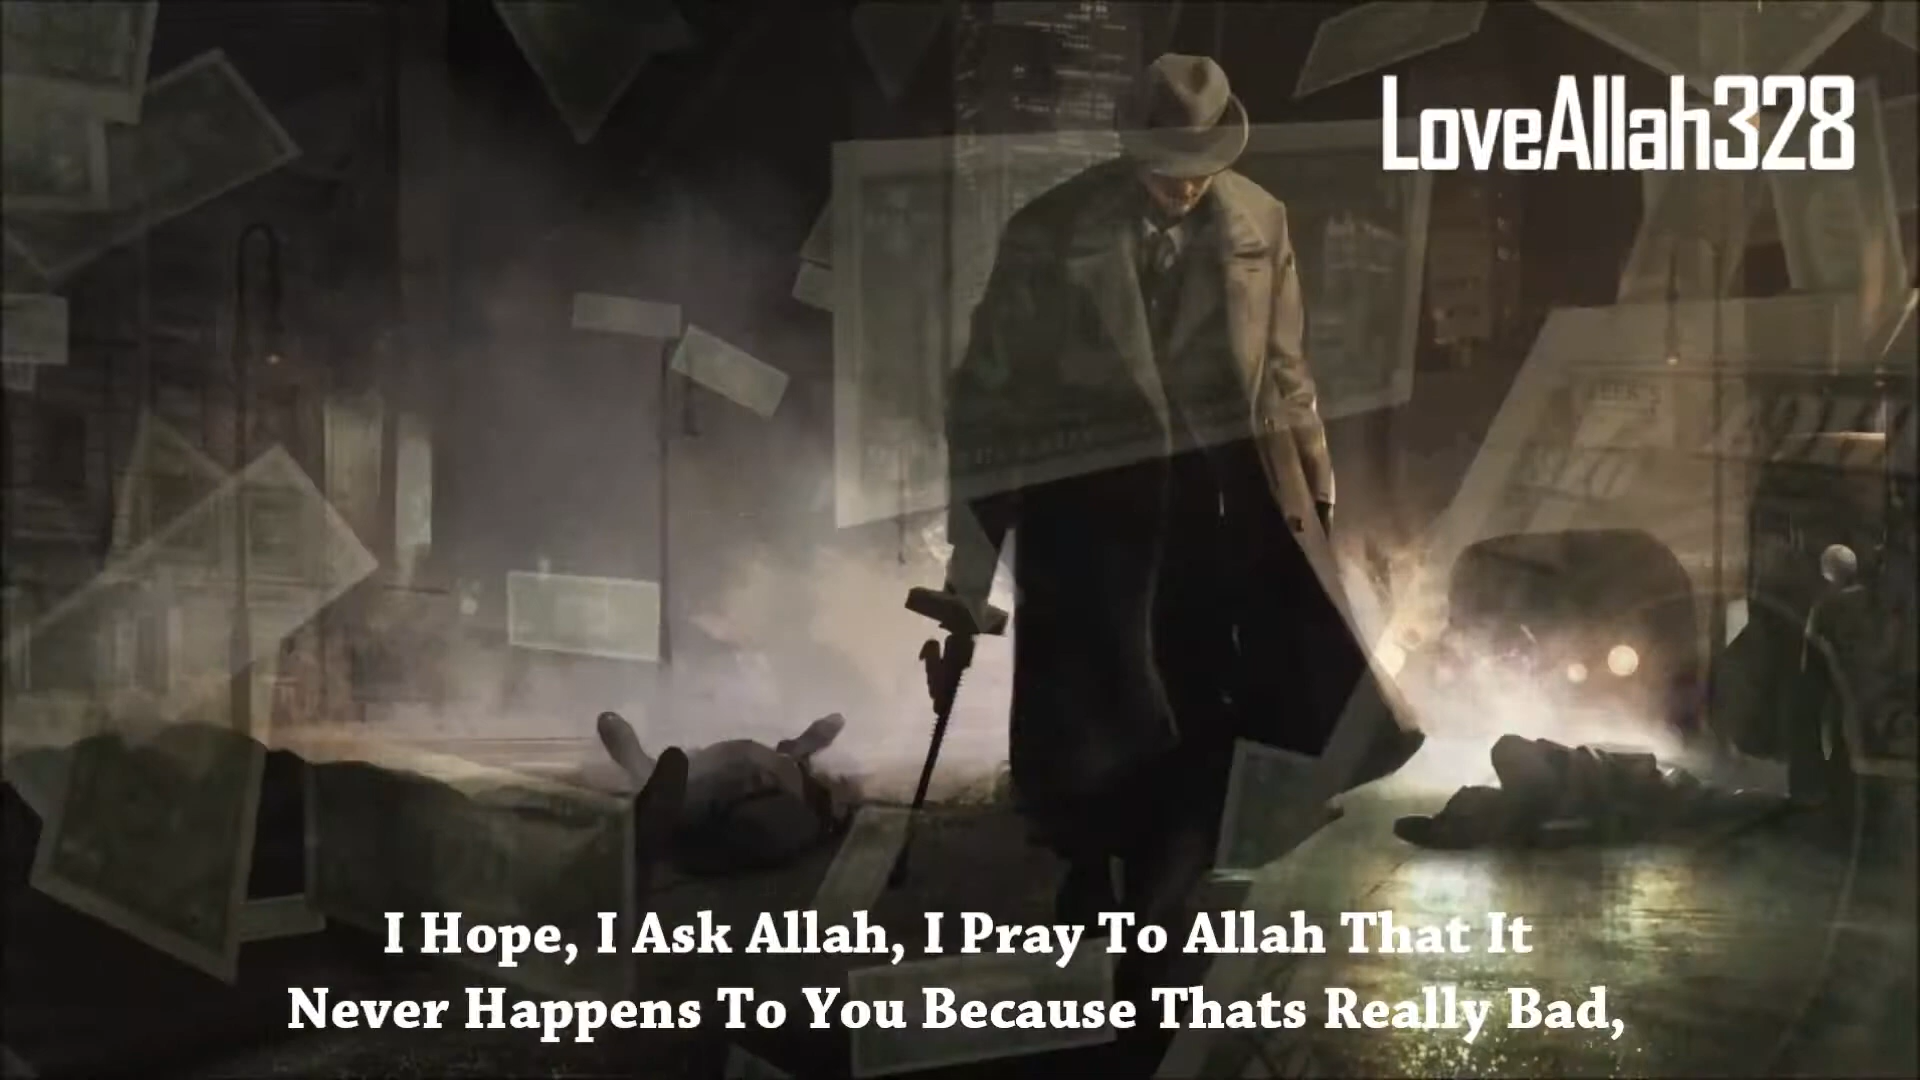 LoveAllah328
I Hope, I Ask Allah, I Pray To Allah That It
Never Happens To You Because Thats Really Bad,